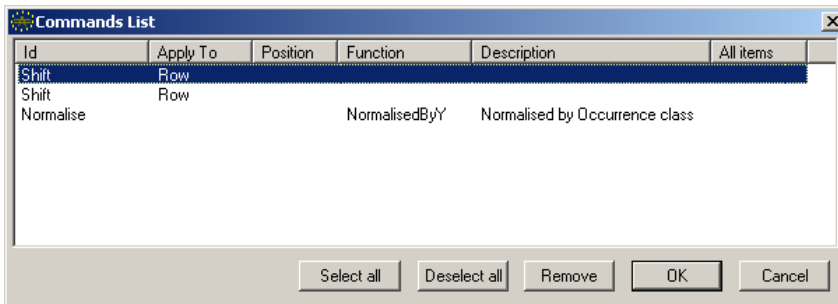 Commands List
Id Apply To Position Function Description All items
Shift Row
Shift Row
Normalise NormalisedByY Normalised by Occurrence class
Select all Deselect all Remove OK Cancel